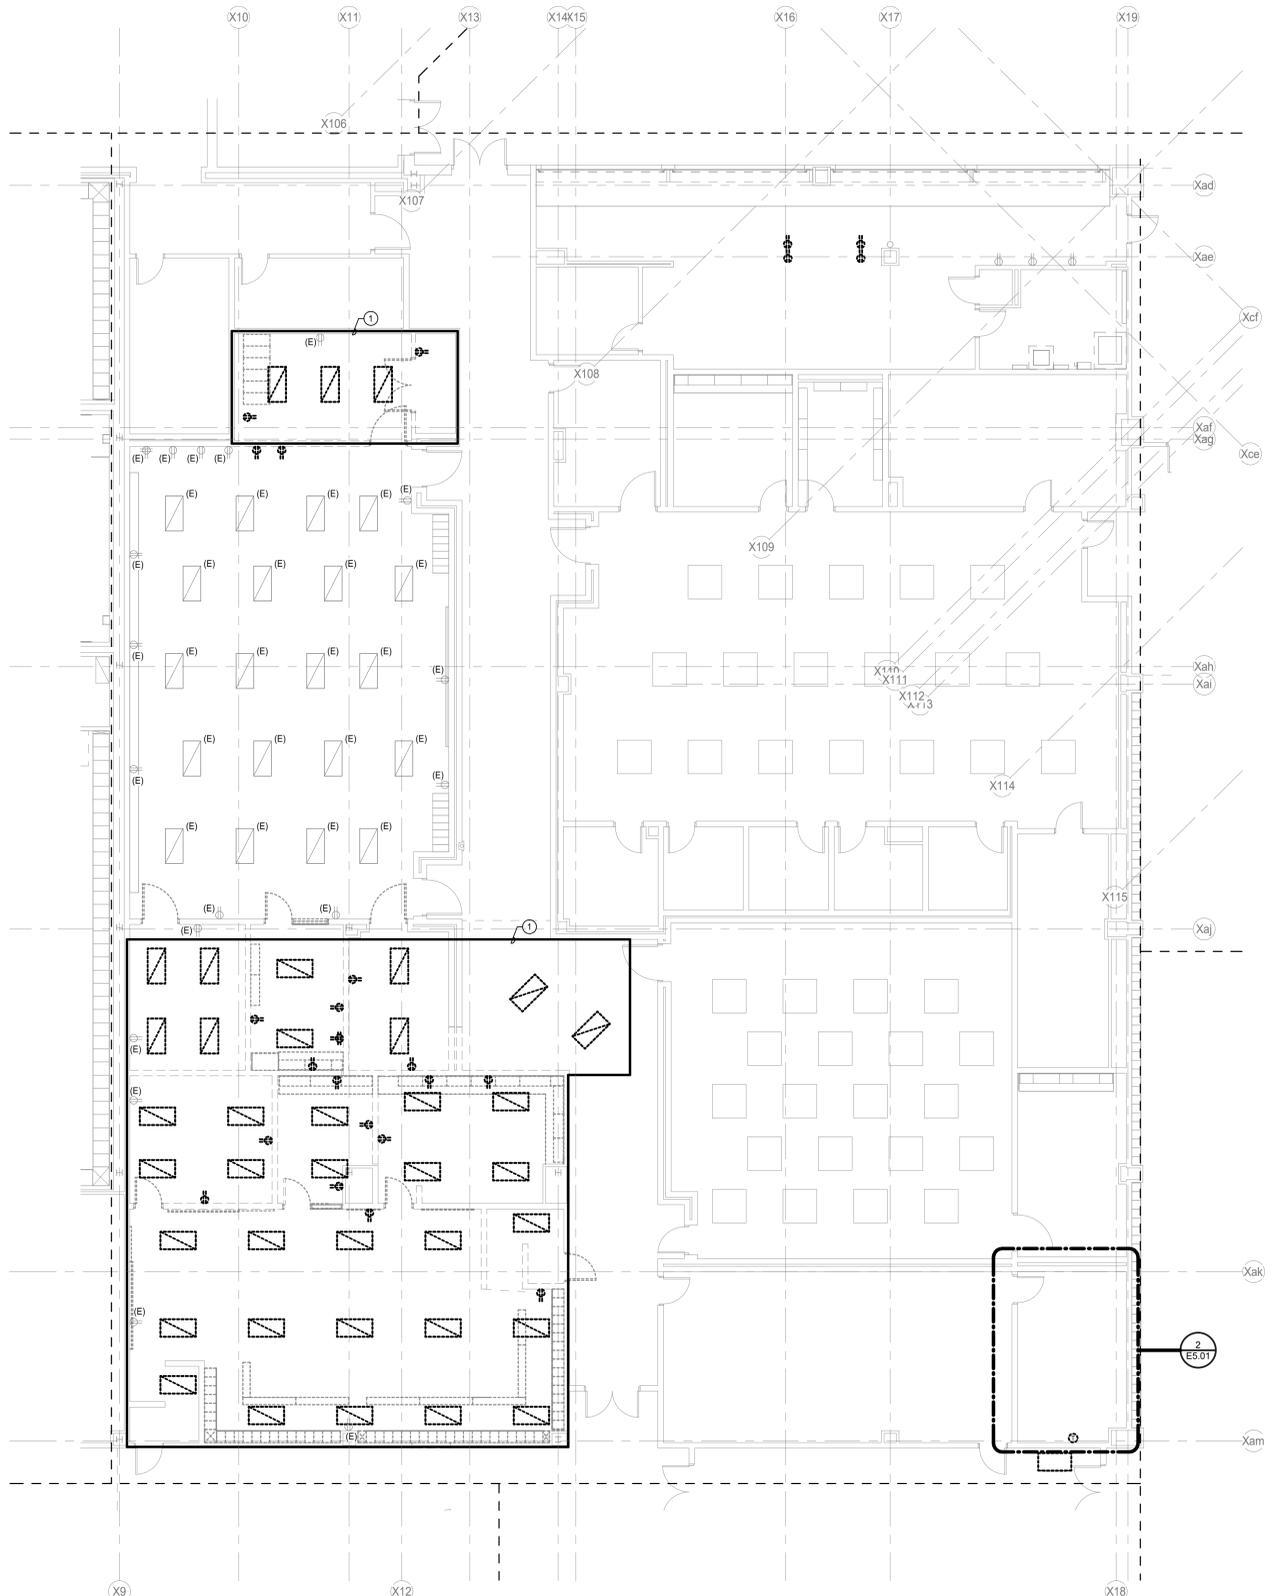 X10
X11
X13
X14
X15
X16
X17
X19
X106
Xad
X107
Xae
Xcf
1
(E)
X108
Xaf
Xag
Xce
(E)
(E)
(E)
(E)
(E)
(E)
(E)
(E)
(E)
X109
(E)
(E)
(E)
(E)
(E)
(E)
(E)
(E)
(E)
(E)
(E)
Xah
X110
X111
Xai
X112
X113
(E)
(E)
(E)
(E)
(E)
(E)
X114
(E)
(E)
(E)
(E)
X115
(E)
(E)
(E)
1
Xaj
(E)
(E)
Xak
(E)
2
E5.01
(E)
Xam
X9
X12
X18